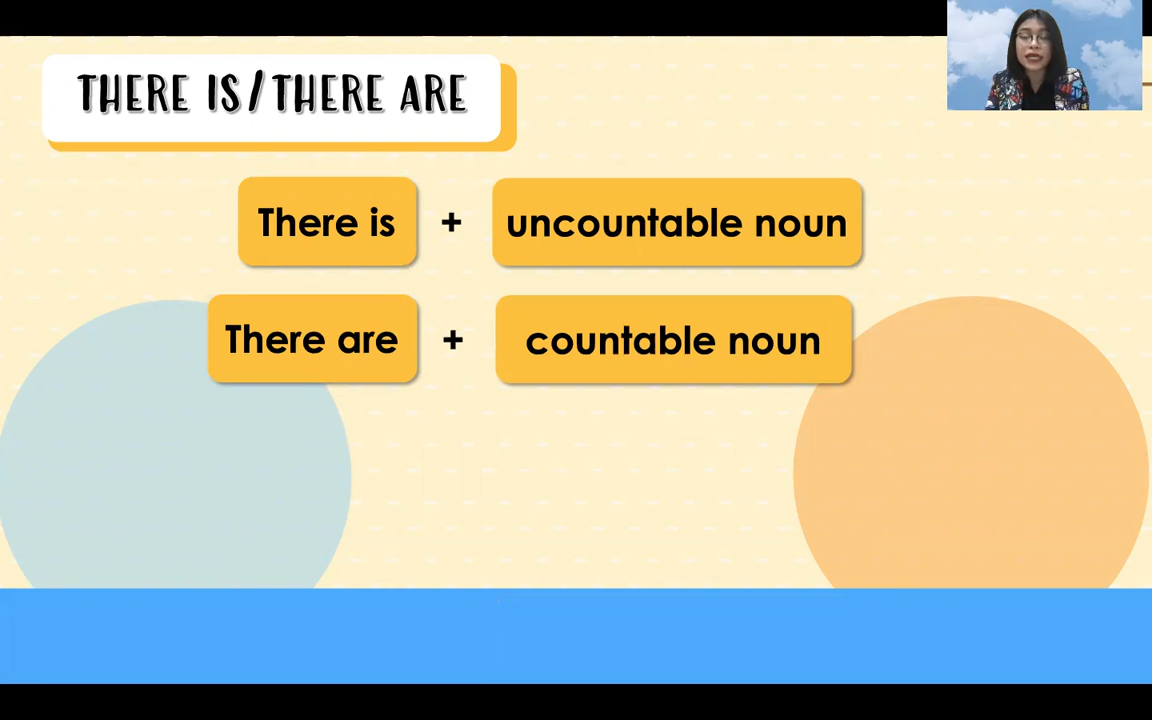 THERE IS/THERE ARE
There is + uncountable noun
There are + countable noun